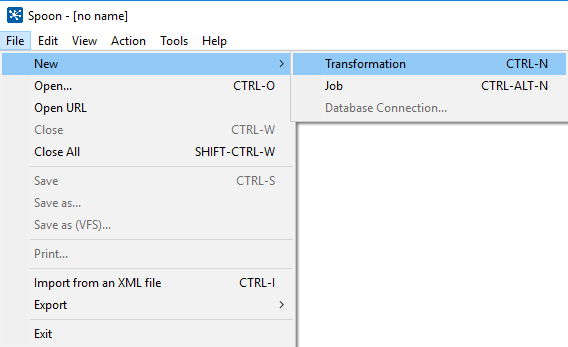 Spoon - [no name]
File Edit View Action Tools Help
New Transformation CTRL-N
Open... CTRL-O Job CTRL-ALT-N
Open URL Database Connection...
Close CTRL-W
Close All SHIFT-CTRL-W
Save CTRL-S
Save as...
Save as (VFS)...
Print...
Import from an XML file CTRL-I
Export
Exit